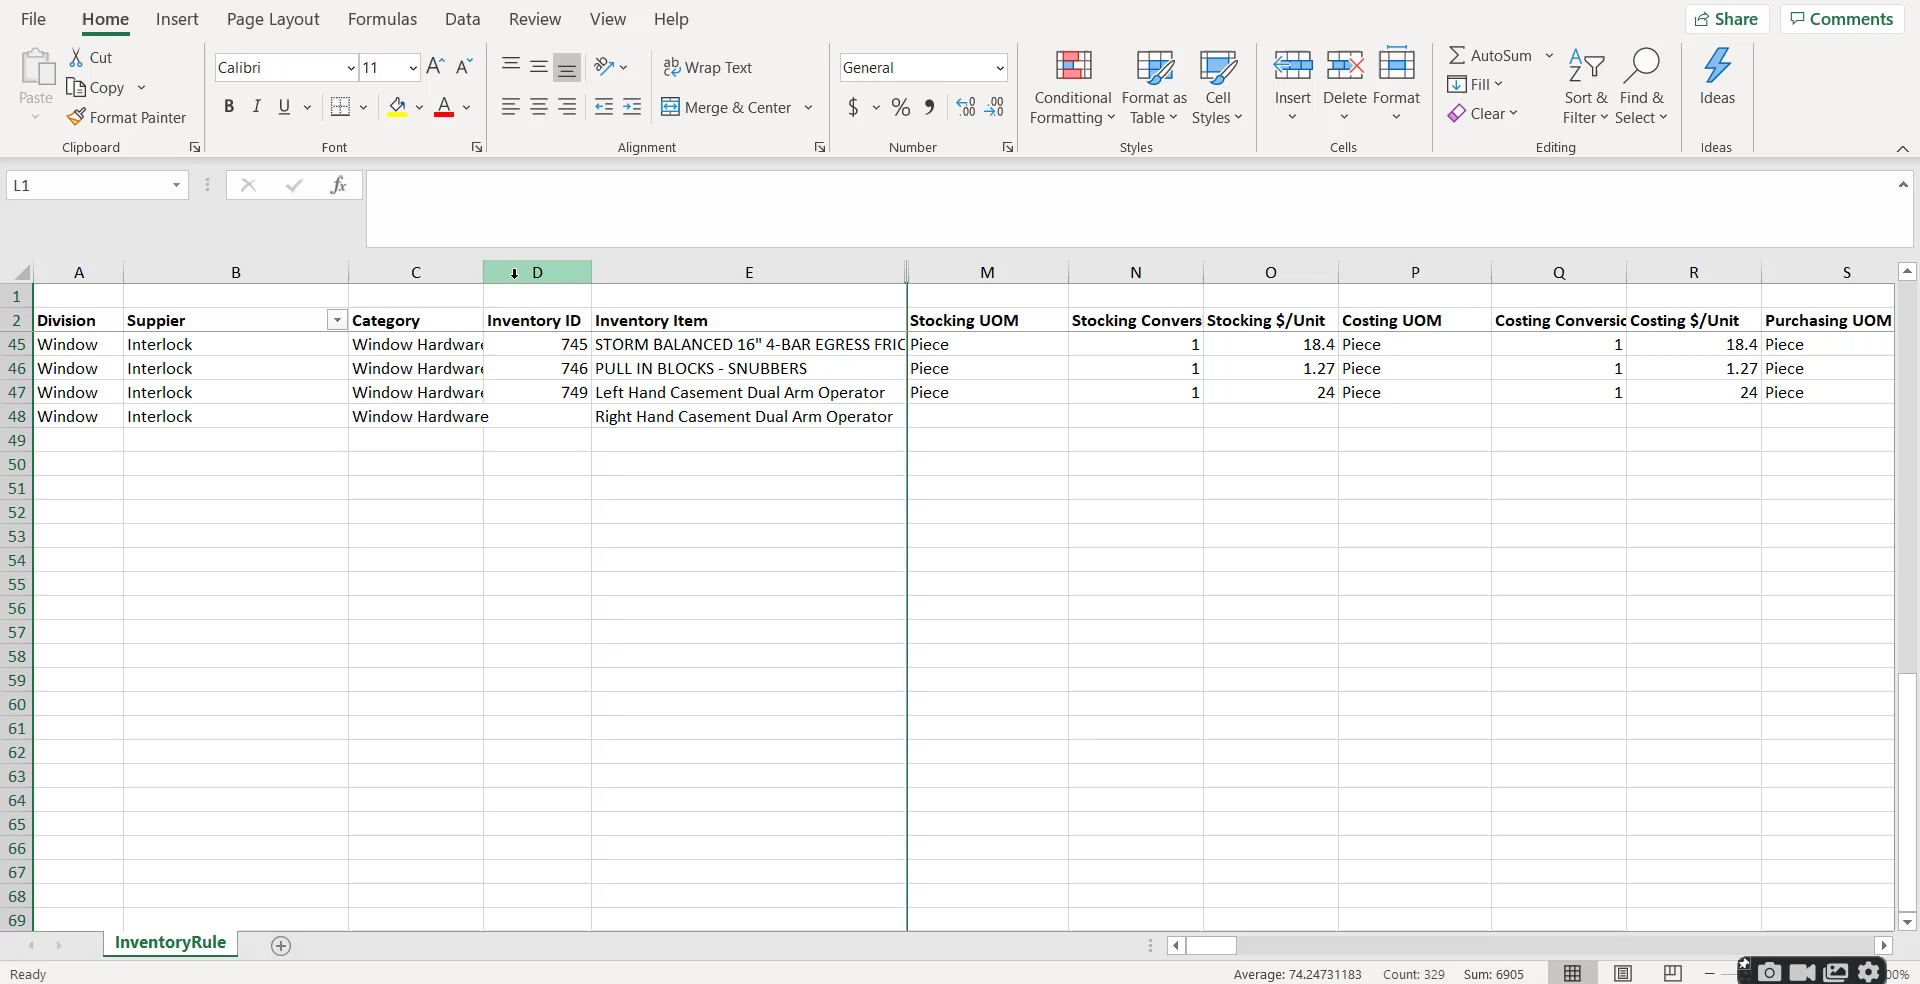 File Home Insert Page Layout Formulas Data Review View Help Share Comments
Paste
Cut
Copy
Format Painter
Clipboard
Calibri 11 A A
B I U A
Font
ab Wrap Text
Merge & Center
Alignment
General
$ % 9 .00 .00
Number
Conditional Formatting
Format as Table
Cell Styles
Styles
Insert Delete Format
Cells
AutoSum
Fill
Clear
Sort & Filter
Find & Select
Editing
Ideas
Ideas
L1 fx
A B C D E M N O P Q R S
1
2 Division Suppier Category Inventory ID Inventory Item Stocking UOM Stocking Convers Stocking $/Unit Costing UOM Costing Conversic Costing $/Unit Purchasing UOM
45 Window Interlock Window Hardware 745 STORM BALANCED 16" 4-BAR EGRESS FRIC Piece 1 18.4 Piece 1 18.4 Piece
46 Window Interlock Window Hardware 746 PULL IN BLOCKS - SNUBBERS Piece 1 1.27 Piece 1 1.27 Piece
47 Window Interlock Window Hardware 749 Left Hand Casement Dual Arm Operator Piece 1 24 Piece 1 24 Piece
48 Window Interlock Window Hardware Right Hand Casement Dual Arm Operator
49
50
51
52
53
54
55
56
57
58
59
60
61
62
63
64
65
66
67
68
69
InventoryRule
Ready Average: 74.24731183 Count: 329 Sum: 6905 00%